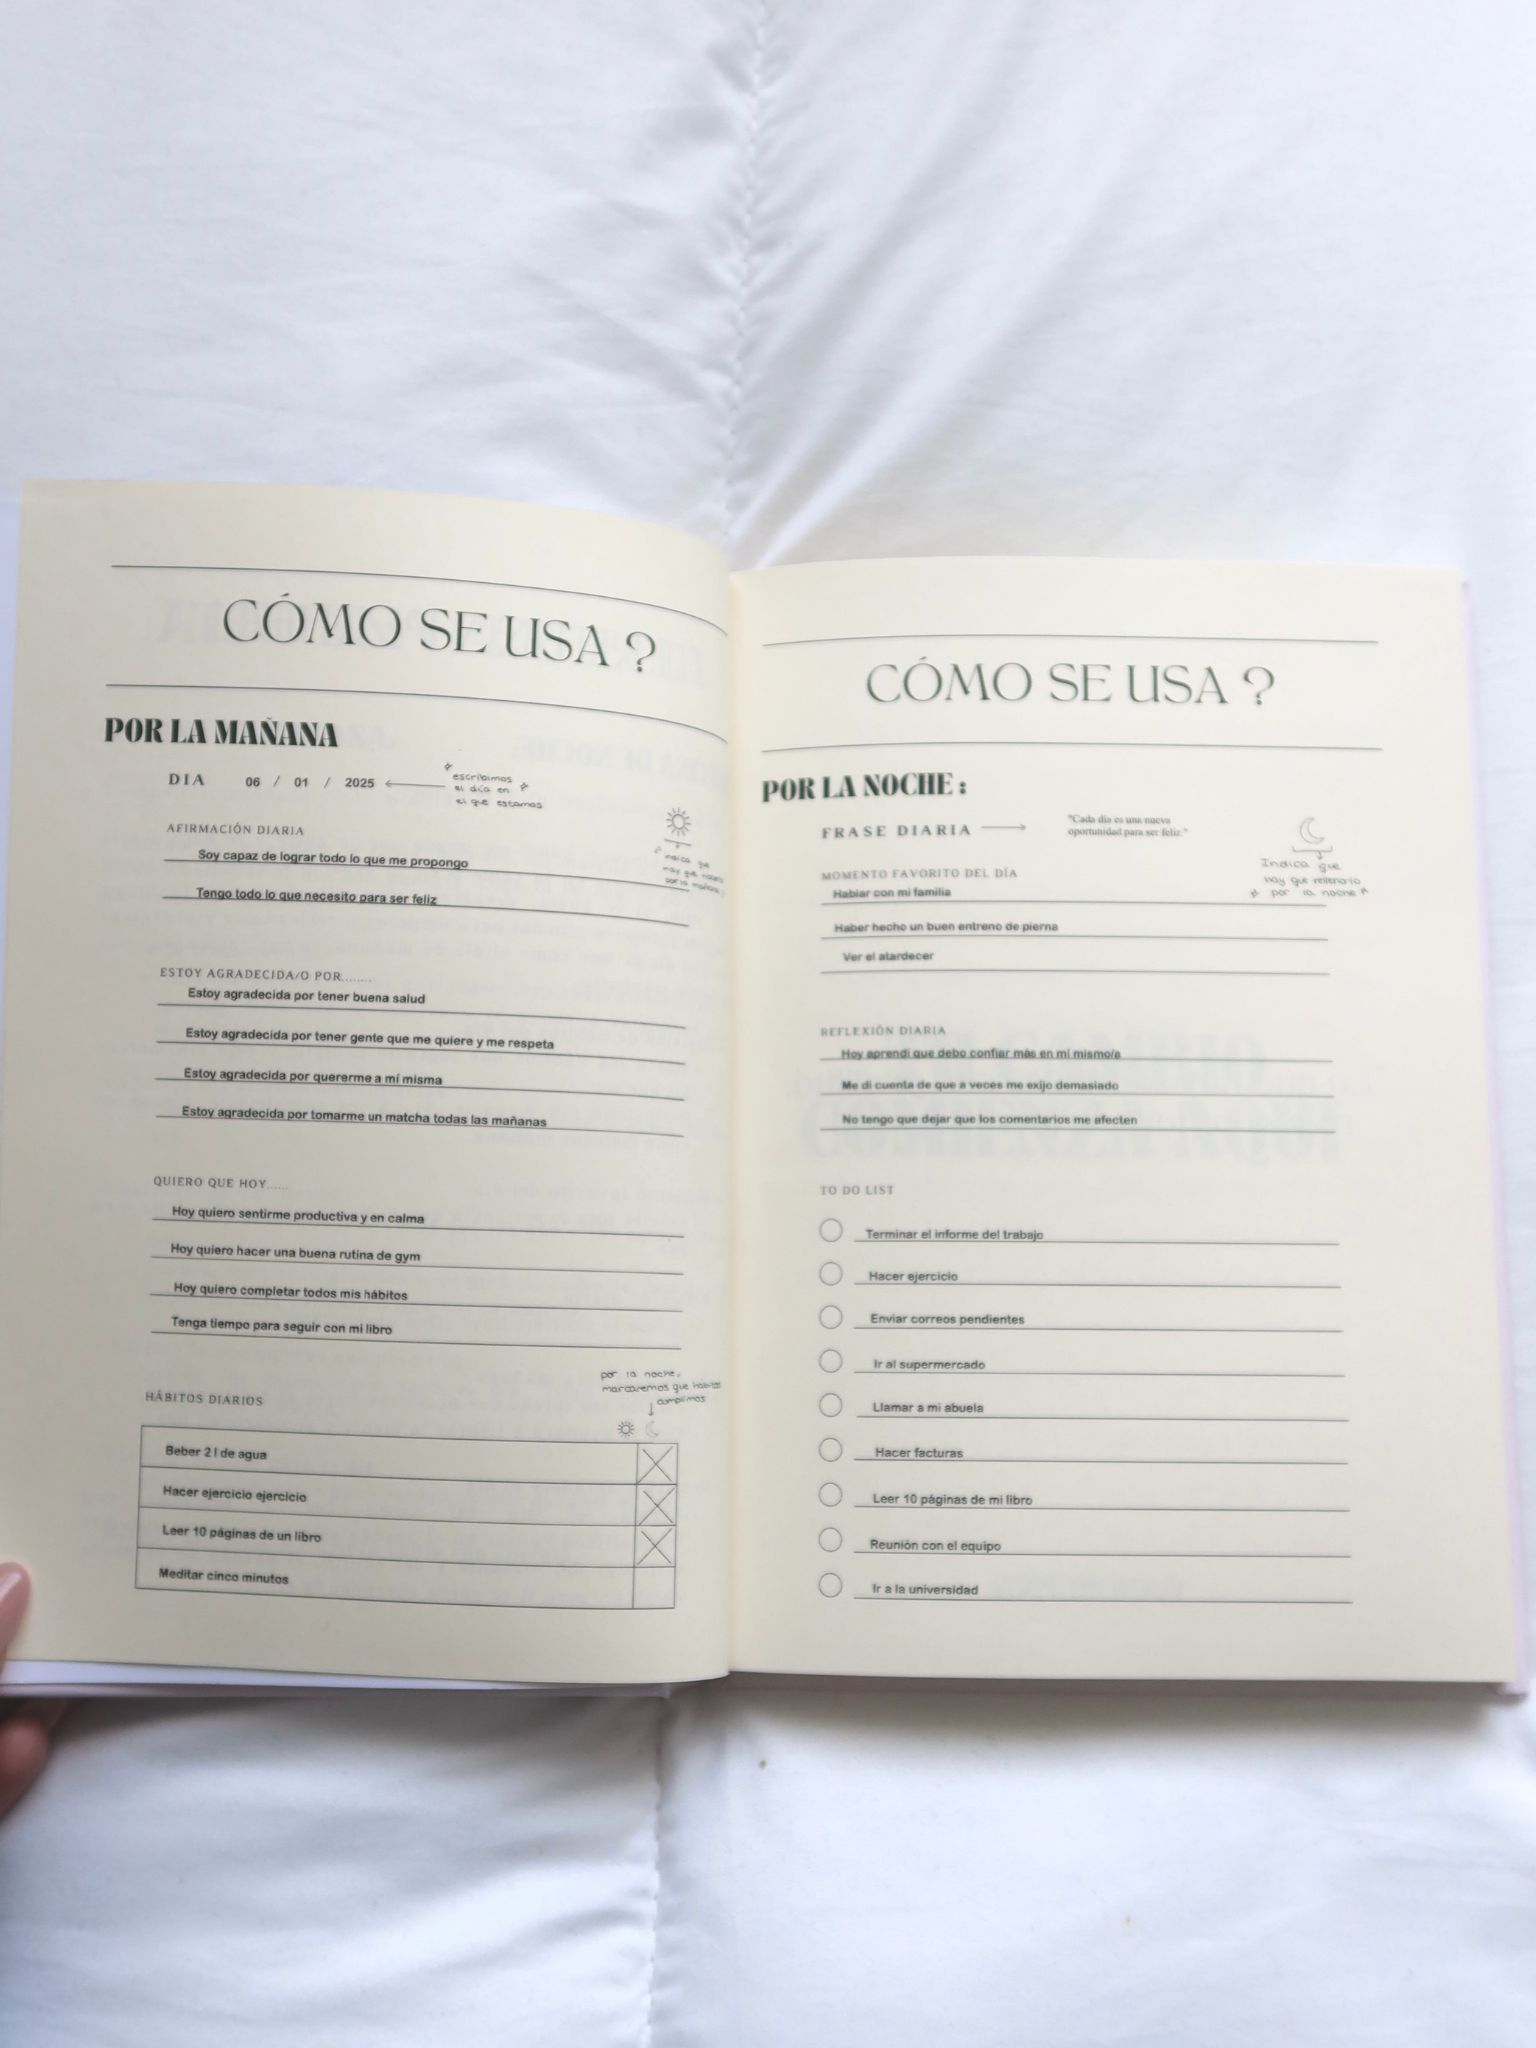 CÓMO SE USA ?
POR LA MAÑANA
DIA 06 / 01 / 2025
escribimos
el día en
el que estamos
AFIRMACIÓN DIARIA
Soy capaz de lograr todo lo que me propongo
Tengo todo lo que necesito para ser feliz
indica que
hay que
por la mañana
ESTOY AGRADECIDA/O POR........
Estoy agradecida por tener buena salud
Estoy agradecida por tener gente que me quiere y me respeta
Estoy agradecida por quererme a mí misma
Estoy agradecida por tomarme un matcha todas las mañanas
QUIERO QUE HOY......
Hoy quiero sentirme productiva y en calma
Hoy quiero hacer una buena rutina de gym
Hoy quiero completar todos mis hábitos
Tenga tiempo para seguir con mi libro
por la noche,
marcaremos que hábitos
cumplimos
HÁBITOS DIARIOS
Beber 2 l de agua
Hacer ejercicio ejercicio
Leer 10 páginas de un libro
Meditar cinco minutos
CÓMO SE USA ?
POR LA NOCHE :
FRASE DIARIA
"Cada día es una nueva
oportunidad para ser feliz."
Indica que
hay que rellenarlo
por la noche
MOMENTO FAVORITO DEL DÍA
Hablar con mi familia
Haber hecho un buen entreno de pierna
Ver el atardecer
REFLEXIÓN DIARIA
Hoy aprendí que debo confiar más en mí mismo/a
Me di cuenta de que a veces me exijo demasiado
No tengo que dejar que los comentarios me afecten
TO DO LIST
Terminar el informe del trabajo
Hacer ejercicio
Enviar correos pendientes
Ir al supermercado
Llamar a mi abuela
Hacer facturas
Leer 10 páginas de mi libro
Reunión con el equipo
Ir a la universidad